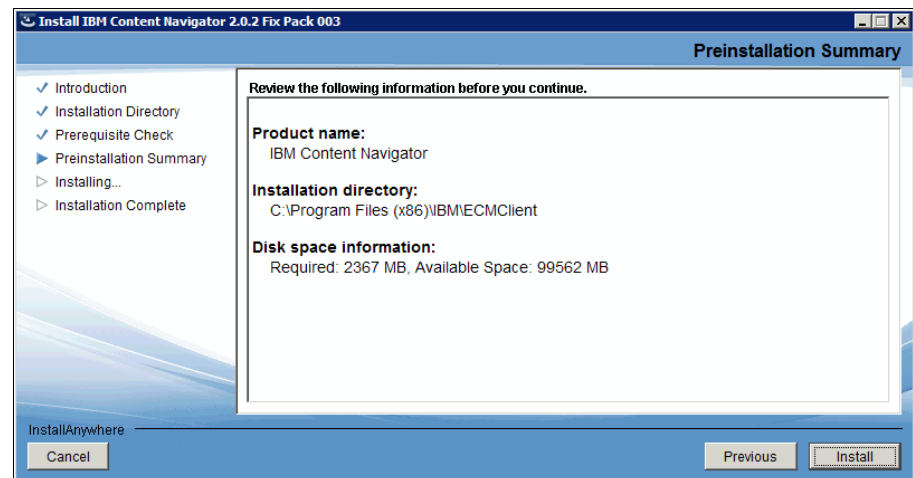 Install IBM Content Navigator 2.0.2 Fix Pack 003
Preinstallation Summary
Introduction
Installation Directory
Prerequisite Check
Preinstallation Summary
Installing...
Installation Complete
Review the following information before you continue.
Product name:
IBM Content Navigator
Installation directory:
C:\Program Files (x86)\IBM\ECMClient
Disk space information:
Required: 2367 MB, Available Space: 99562 MB
InstallAnywhere
Cancel
Previous
Install